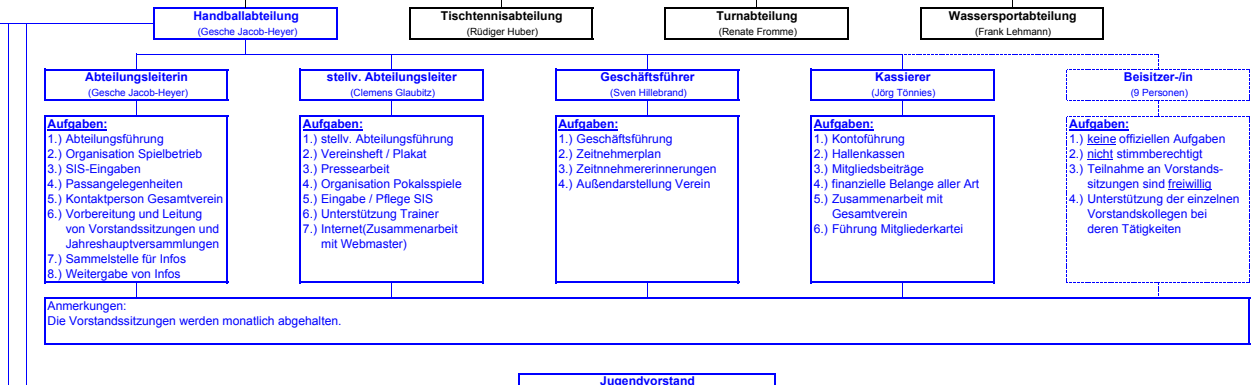 Handballabteilung
(Gesche Jacob-Heyer)
Tischtennisabteilung
(Rüdiger Huber)
Turnabteilung
(Renate Fromme)
Wassersportabteilung
(Frank Lehmann)
Abteilungsleiterin
(Gesche Jacob-Heyer)
stellv. Abteilungsleiter
(Clemens Glaubitz)
Geschäftsführer
(Sven Hillebrand)
Kassierer
(Jörg Tönnies)
Beisitzer-/in
(9 Personen)
Aufgaben:
1.) Abteilungsführung
2.) Organisation Spielbetrieb
3.) SIS-Eingaben
4.) Passangelegenheiten
5.) Kontaktperson Gesamtverein
6.) Vorbereitung und Leitung
von Vorstandssitzungen und
Jahreshauptversammlungen
7.) Sammelstelle für Infos
8.) Weitergabe von Infos
Aufgaben:
1.) stellv. Abteilungsführung
2.) Vereinsheft / Plakat
3.) Pressearbeit
4.) Organisation Pokalsspiele
5.) Eingabe / Pflege SIS
6.) Unterstützung Trainer
7.) Internet(Zusammenarbeit
mit Webmaster)
Aufgaben:
1.) Geschäftsführung
2.) Zeitnehmerplan
3.) Zeitnnehmererinnerungen
4.) Außendarstellung Verein
Aufgaben:
1.) Kontoführung
2.) Hallenkassen
3.) Mitgliedsbeiträge
4.) finanzielle Belange aller Art
5.) Zusammenarbeit mit
Gesamtverein
6.) Führung Mitgliederkartei
Aufgaben:
1.) keine offiziellen Aufgaben
2.) nicht stimmberechtigt
3.) Teilnahme an Vorstands-
sitzungen sind freiwillig
4.) Unterstützung der einzelnen
Vorstandskollegen bei
deren Tätigkeiten
Anmerkungen:
Die Vorstandssitzungen werden monatlich abgehalten.
Jugendvorstand